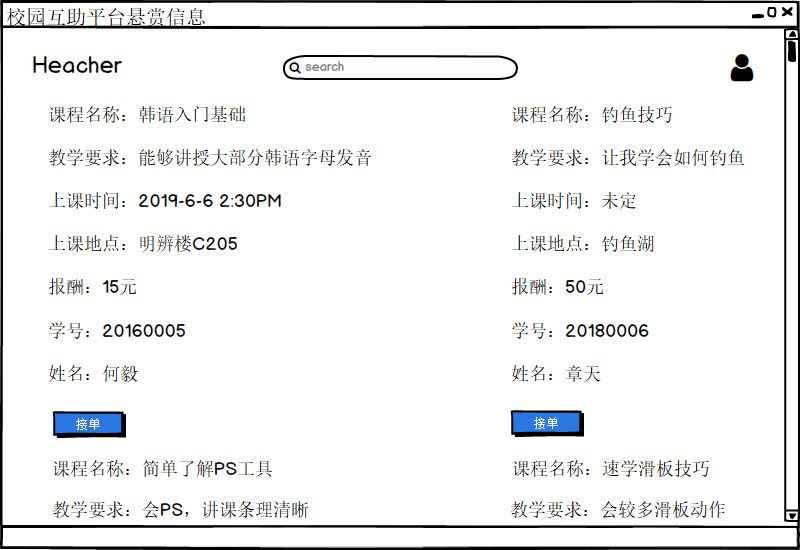 校园互助平台悬赏信息
Heacher
search
课程名称：韩语入门基础
教学要求：能够讲授大部分韩语字母发音
上课时间：2019-6-6 2:30PM
上课地点：明辨楼C205
报酬：15元
学号：20160005
姓名：何毅
接单
课程名称：钓鱼技巧
教学要求：让我学会如何钓鱼
上课时间：未定
上课地点：钓鱼湖
报酬：50元
学号：20180006
姓名：章天
接单
课程名称：简单了解PS工具
教学要求：会PS，讲课条理清晰
课程名称：速学滑板技巧
教学要求：会较多滑板动作